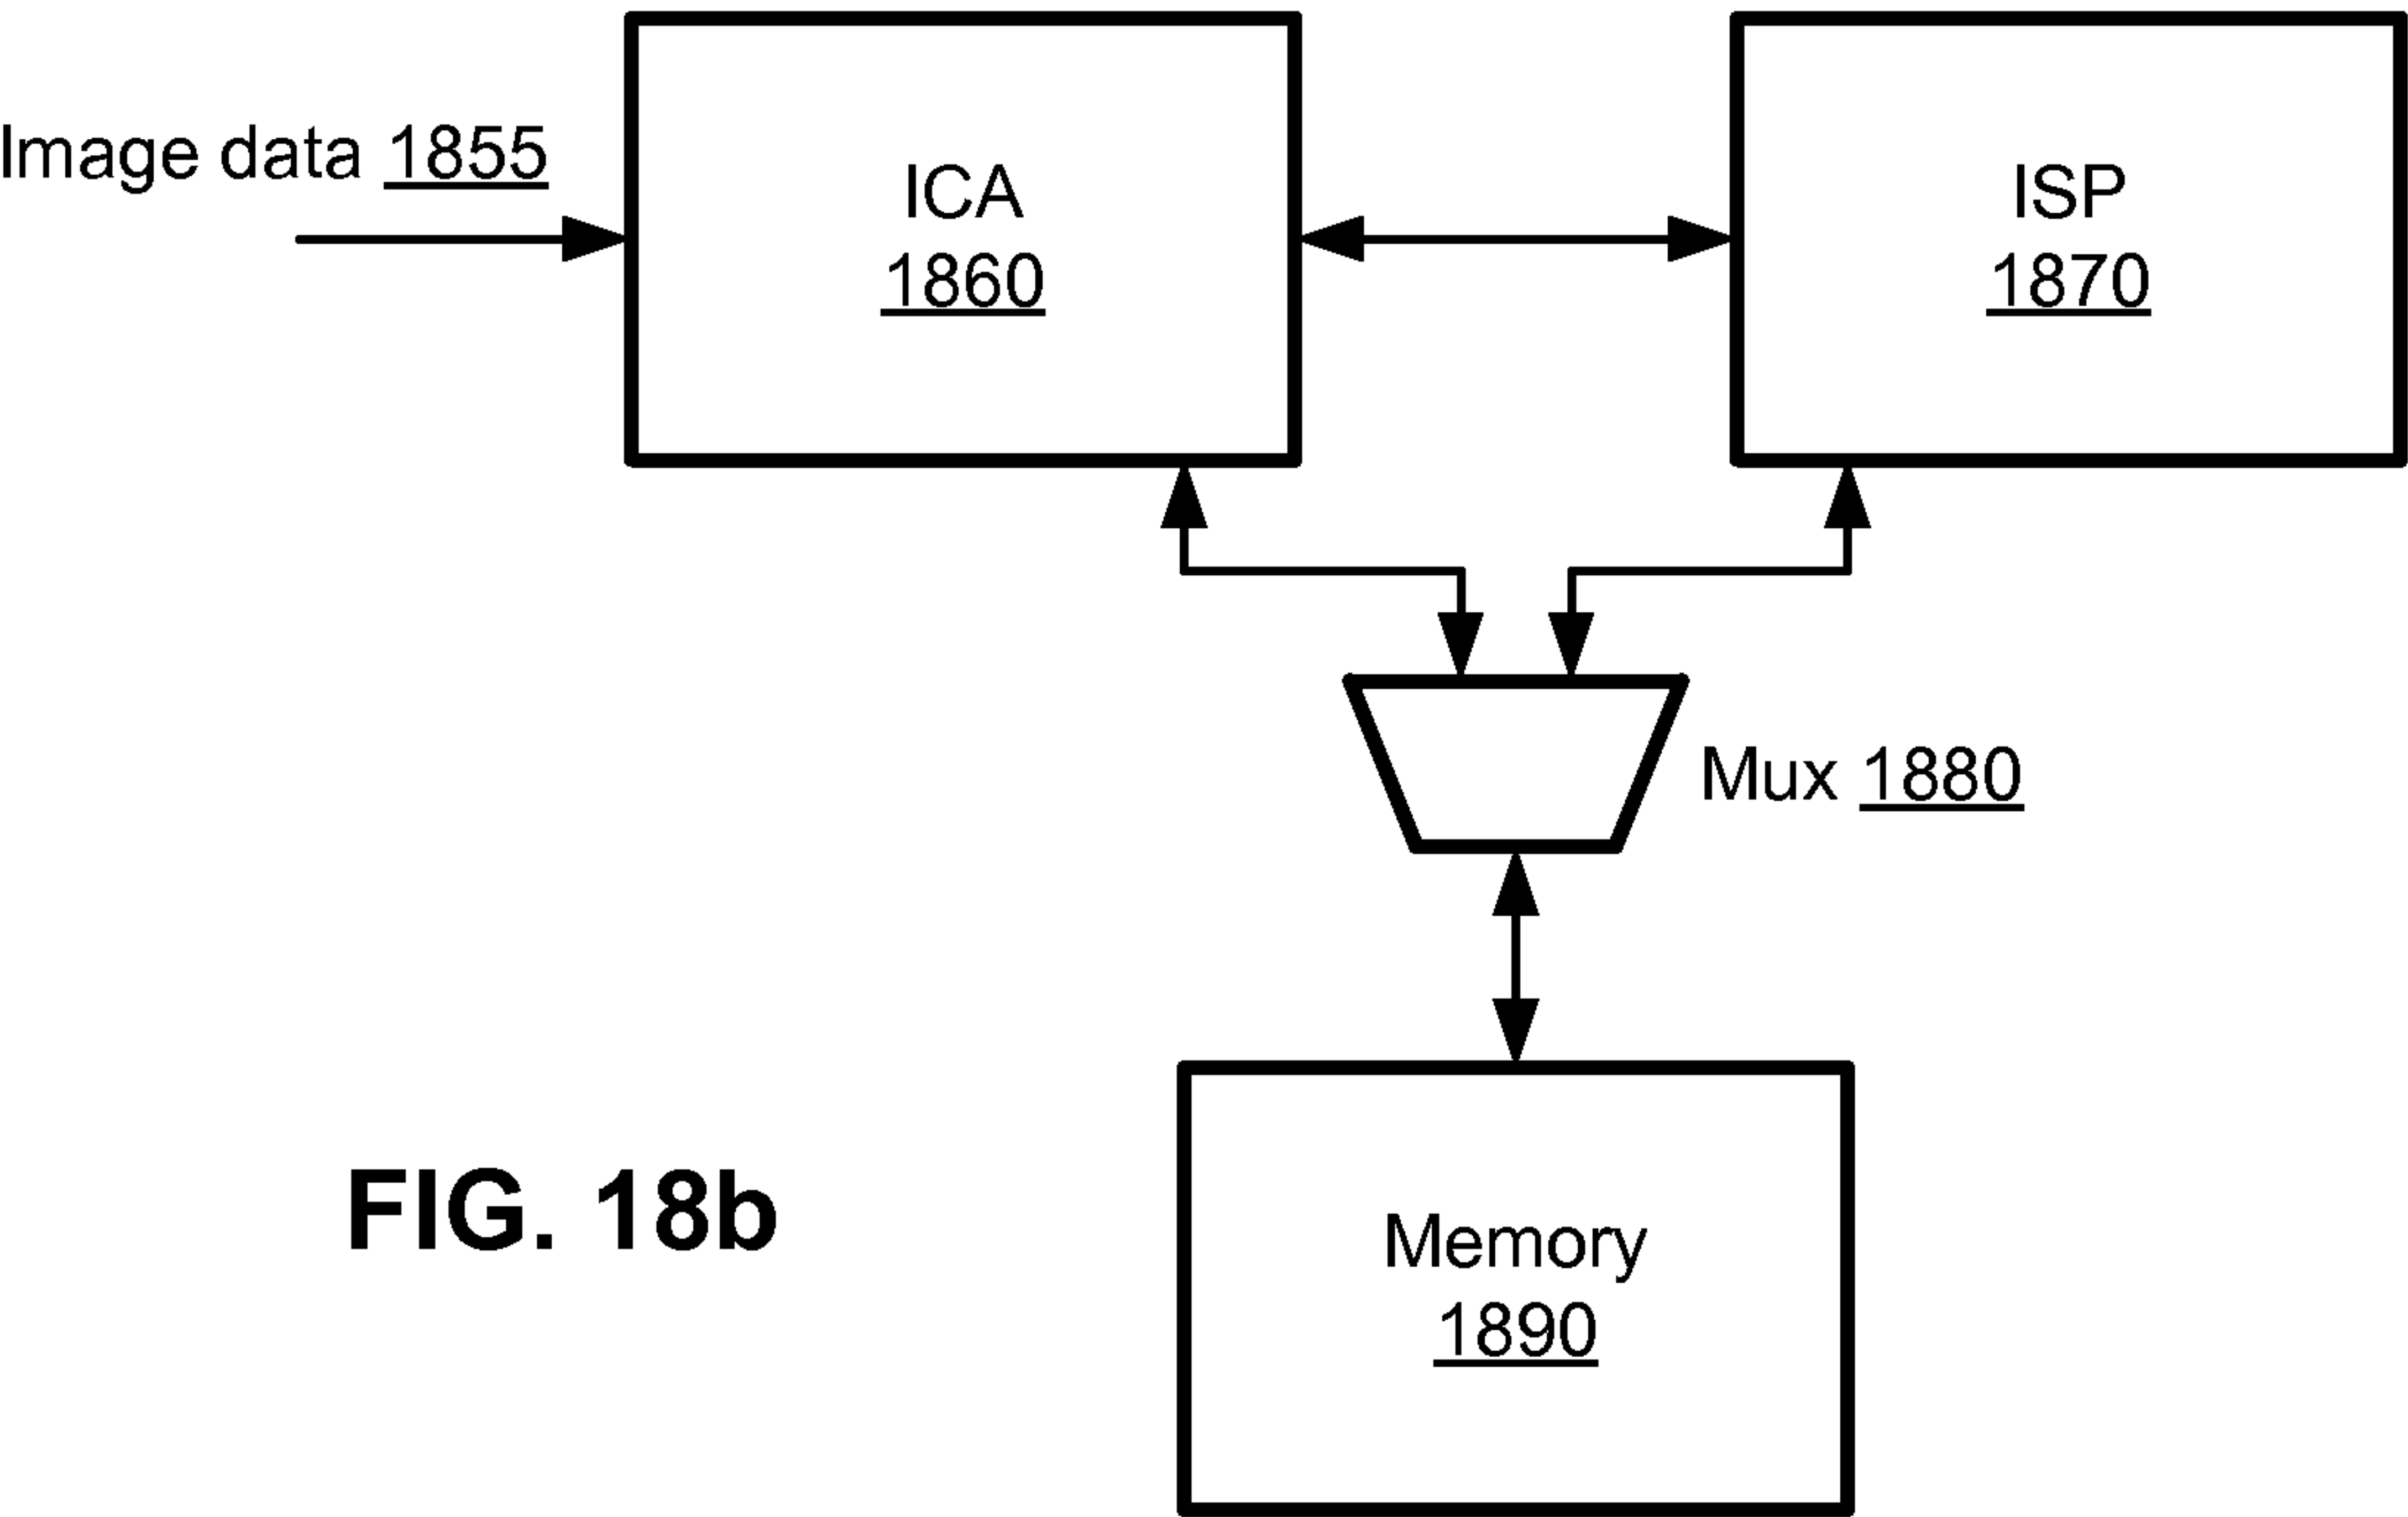 Image data 1855
ICA
1860
ISP
1870
Mux 1880
Memory
1890
FIG. 18b